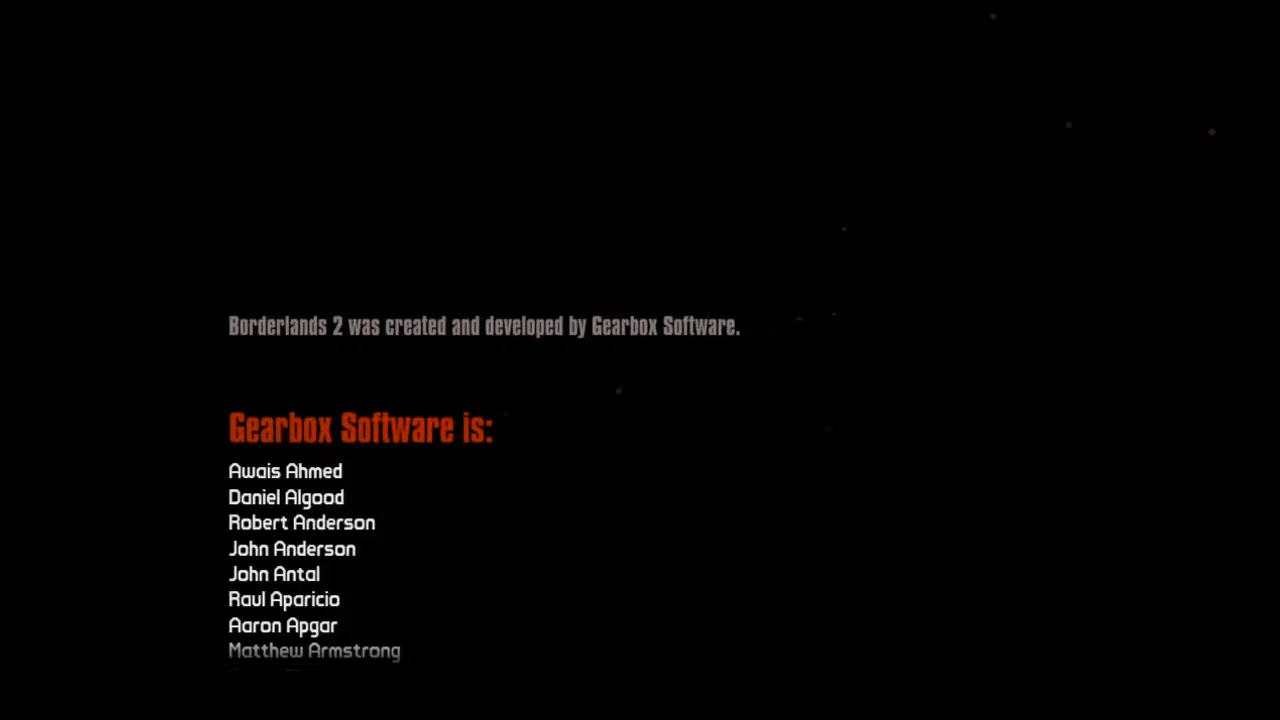 Borderlands 2 was created and developed by Gearbox Software.
Gearbox Software is:
Awais Ahmed
Daniel Algood
Robert Anderson
John Anderson
John Antal
Raul Aparicio
Aaron Apgar
Matthew Armstrong